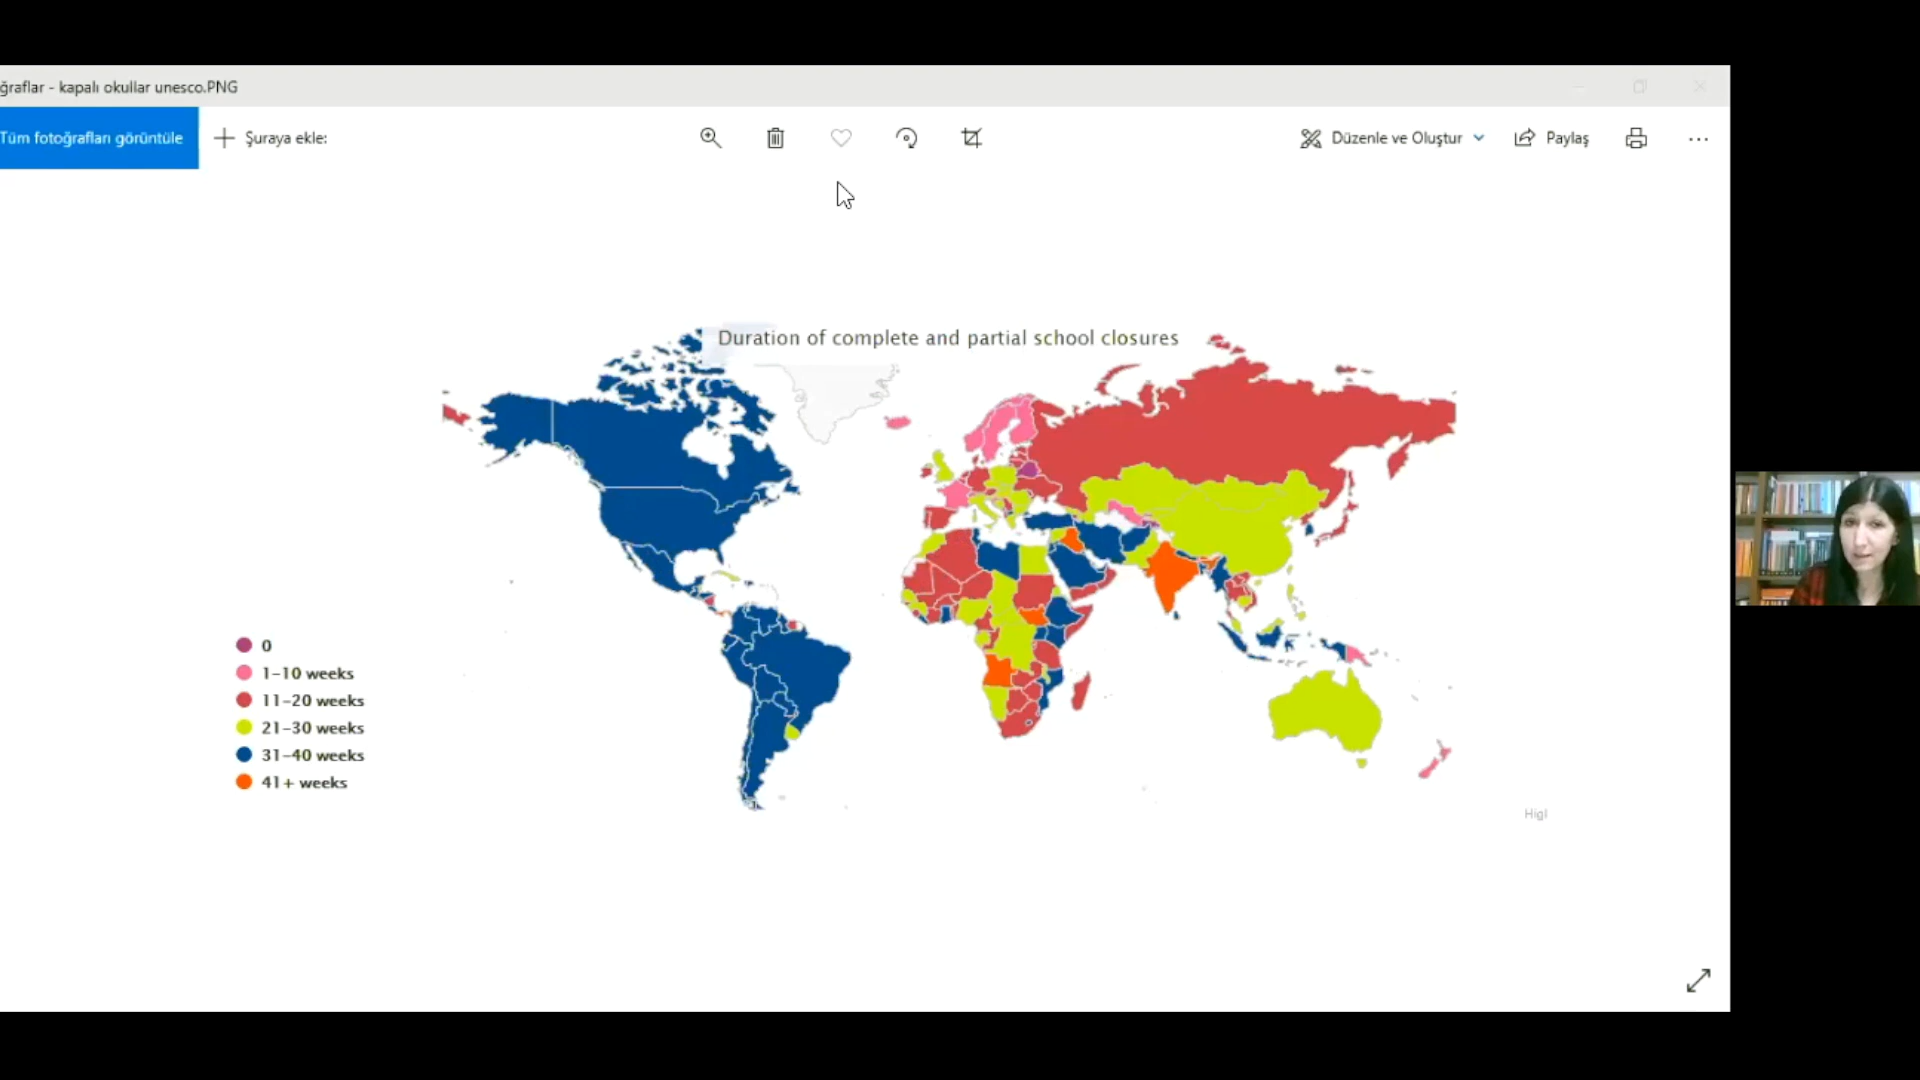 ğraflar - kapalı okullar unesco.PNG
Tüm fotoğrafları görüntüle
Şuraya ekle:
Düzenle ve Oluştur
Paylaş
Duration of complete and partial school closures
0
1-10 weeks
11-20 weeks
21-30 weeks
31-40 weeks
41+ weeks
Higl